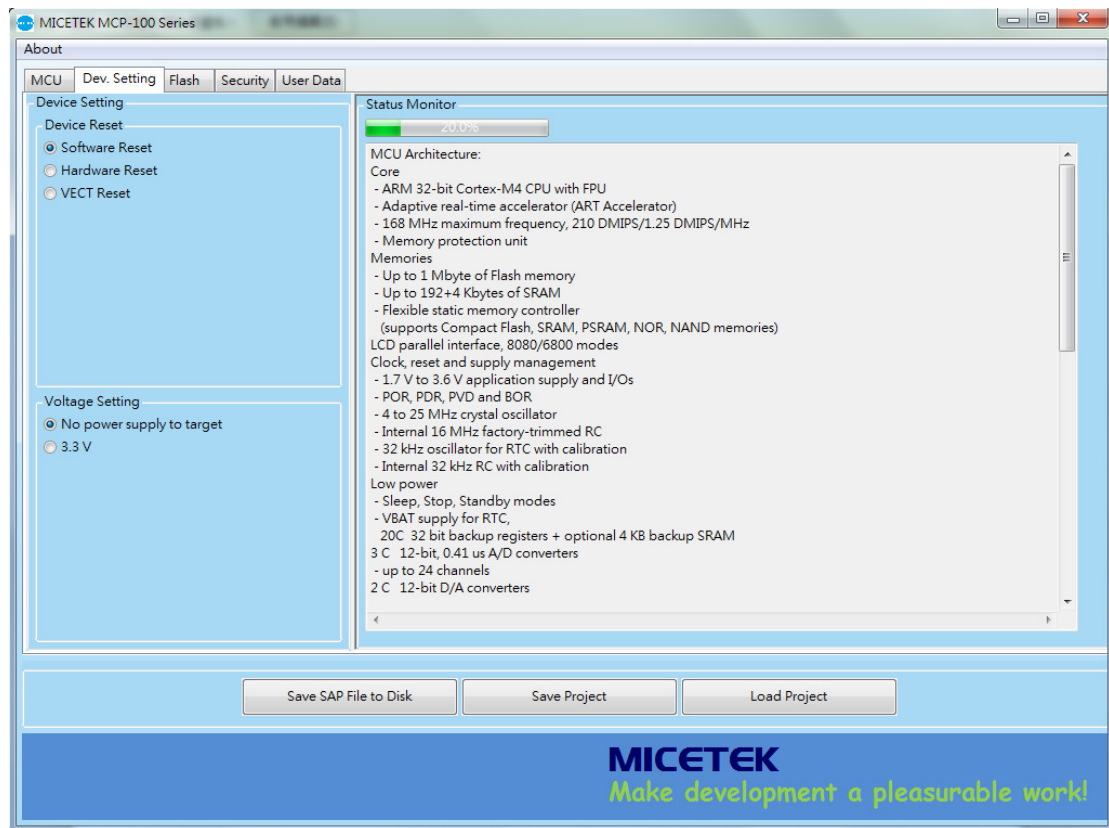 MICETEK MCP-100 Series
About
MCU
Dev. Setting
Flash
Security
User Data
Device Setting
Device Reset
Software Reset
Hardware Reset
VECT Reset
Voltage Setting
No power supply to target
3.3 V
Status Monitor
20.0%
MCU Architecture:
Core
- ARM 32-bit Cortex-M4 CPU with FPU
- Adaptive real-time accelerator (ART Accelerator)
- 168 MHz maximum frequency, 210 DMIPS/1.25 DMIPS/MHz
- Memory protection unit
Memories
- Up to 1 Mbyte of Flash memory
- Up to 192+4 Kbytes of SRAM
- Flexible static memory controller
(supports Compact Flash, SRAM, PSRAM, NOR, NAND memories)
LCD parallel interface, 8080/6800 modes
Clock, reset and supply management
- 1.7 V to 3.6 V application supply and I/Os
- POR, PDR, PVD and BOR
- 4 to 25 MHz crystal oscillator
- Internal 16 MHz factory-trimmed RC
- 32 kHz oscillator for RTC with calibration
- Internal 32 kHz RC with calibration
Low power
- Sleep, Stop, Standby modes
- VBAT supply for RTC,
20C 32 bit backup registers + optional 4 KB backup SRAM
3 C 12-bit, 0.41 us A/D converters
- up to 24 channels
2 C 12-bit D/A converters
Save SAP File to Disk
Save Project
Load Project
MICETEK
Make development a pleasurable work!